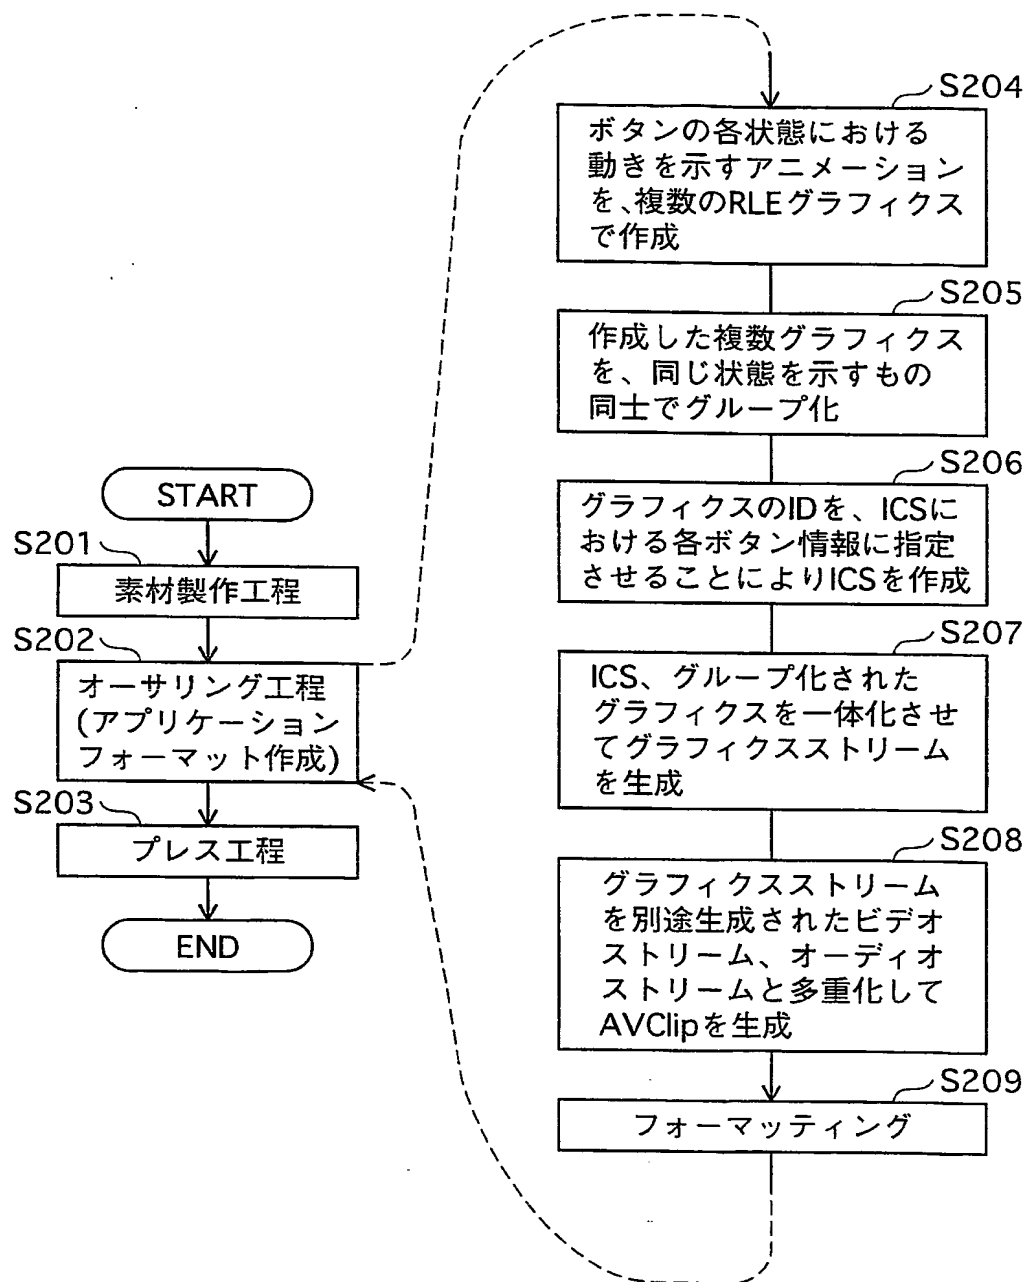 START
S201
素材製作工程
S202
オーサリング工程
(アプリケーション
フォーマット作成)
S203
プレス工程
END
S204
ボタンの各状態における
動きを示すアニメーション
を、複数のRLEグラフィクス
で作成
S205
作成した複数グラフィクス
を、同じ状態を示すもの
同士でグループ化
S206
グラフィクスのIDを、ICSに
おける各ボタン情報に指定
させることによりICSを作成
S207
ICS、グループ化された
グラフィクスを一体化させ
てグラフィクスストリーム
を生成
S208
グラフィクスストリーム
を別途生成されたビデオ
ストリーム、オーディオ
ストリームと多重化して
AVClipを生成
S209
フォーマッティング